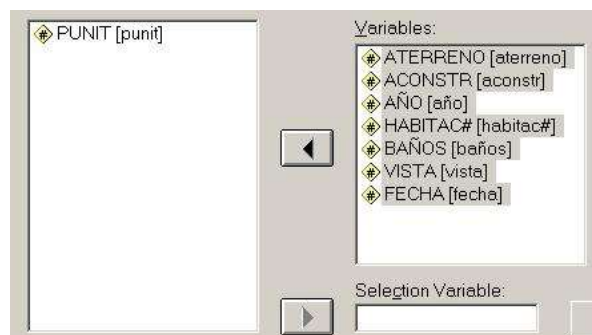 PUNIT [punit]
Variables:
ATERRENO [aterreno]
ACONSTR [aconstr]
AÑO [año]
HABITAC# [habitac#]
BAÑOS [baños]
VISTA [vista]
FECHA [fecha]
Selection Variable: